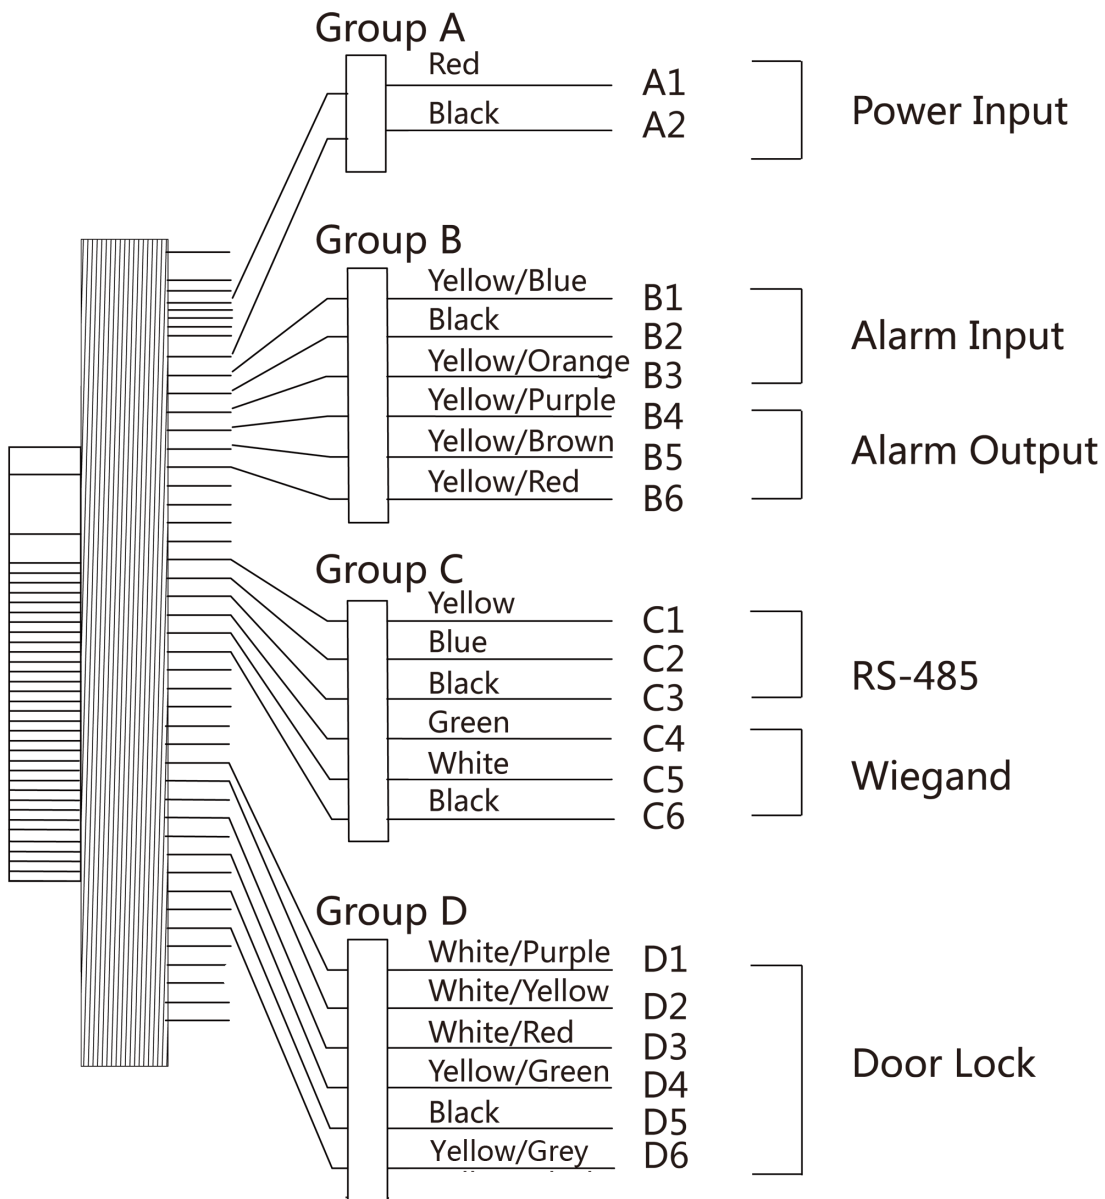 Group A
Red A1
Black A2
Power Input
Group B
Yellow/Blue B1
Black B2
Yellow/Orange B3
Alarm Input
Yellow/Purple B4
Yellow/Brown B5
Yellow/Red B6
Alarm Output
Group C
Yellow C1
Blue C2
Black C3
RS-485
Green C4
White C5
Black C6
Wiegand
Group D
White/Purple D1
White/Yellow D2
White/Red D3
Yellow/Green D4
Black D5
Yellow/Grey D6
Door Lock